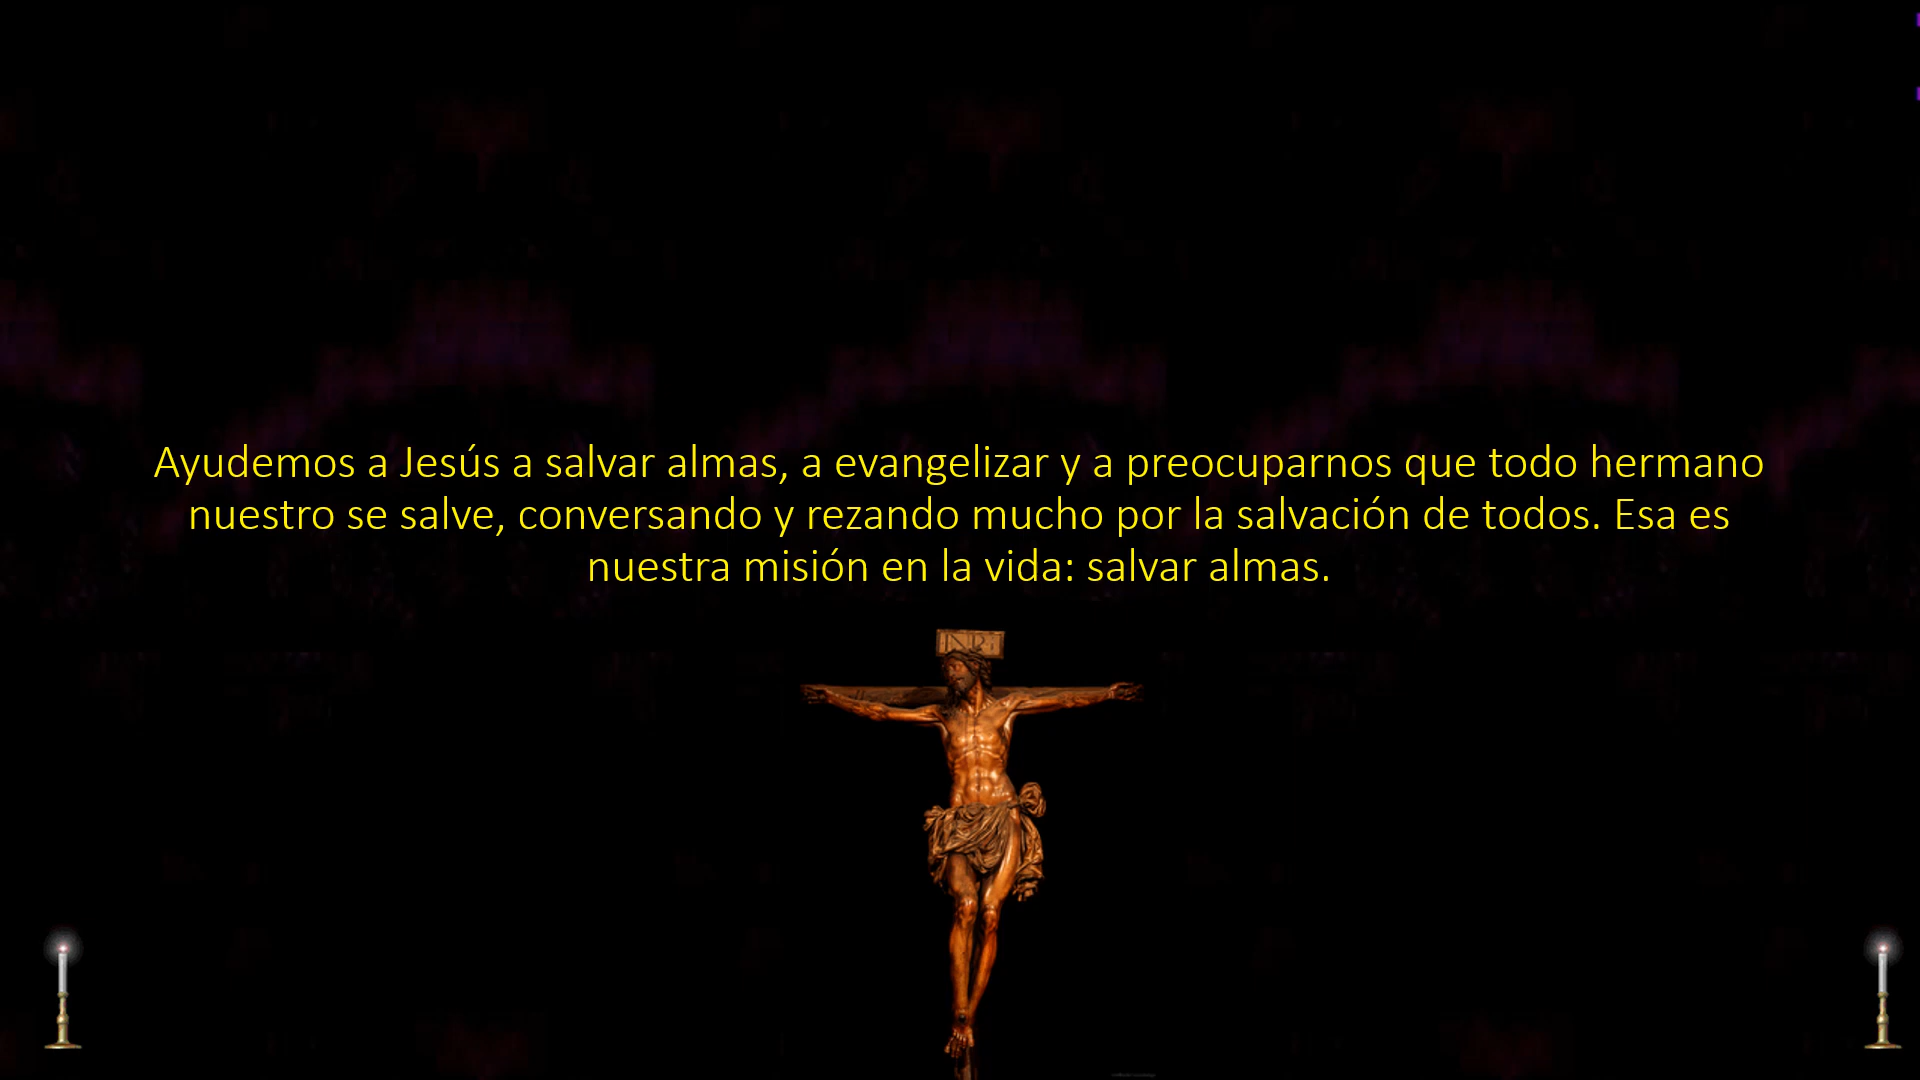 Ayudemos a Jesús a salvar almas, a evangelizar y a preocuparnos que todo hermano
nuestro se salve, conversando y rezando mucho por la salvación de todos. Esa es
nuestra misión en la vida: salvar almas.
INRI